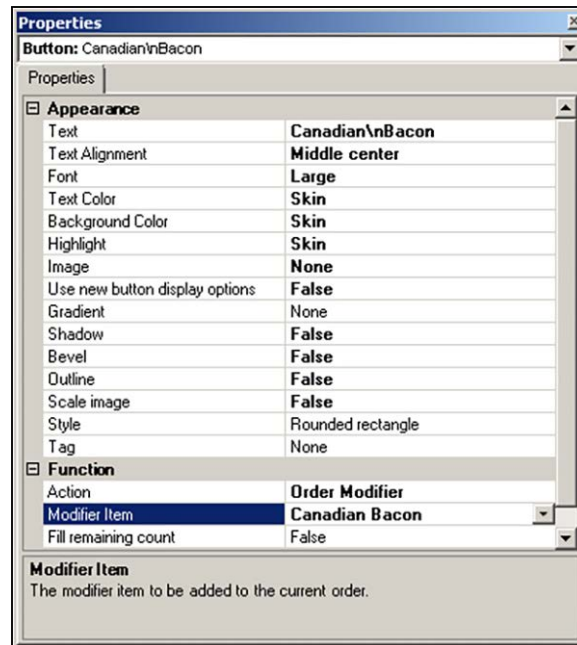 Properties
Button: Canadian\nBacon
Properties
Appearance
Text Canadian\nBacon
Text Alignment Middle center
Font Large
Text Color Skin
Background Color Skin
Highlight Skin
Image None
Use new button display options False
Gradient None
Shadow False
Bevel False
Outline False
Scale image False
Style Rounded rectangle
Tag None
Function
Action Order Modifier
Modifier Item Canadian Bacon
Fill remaining count False
Modifier Item
The modifier item to be added to the current order.